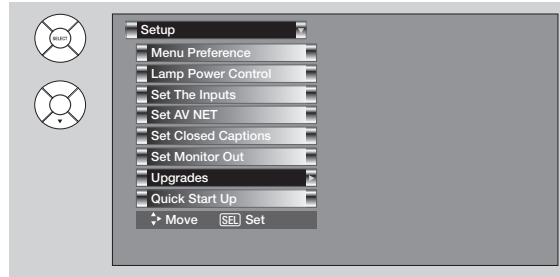 SELECT
Setup
Menu Preference
Lamp Power Control
Set The Inputs
Set AV NET
Set Closed Captions
Set Monitor Out
Upgrades
Quick Start Up
Move SEL Set